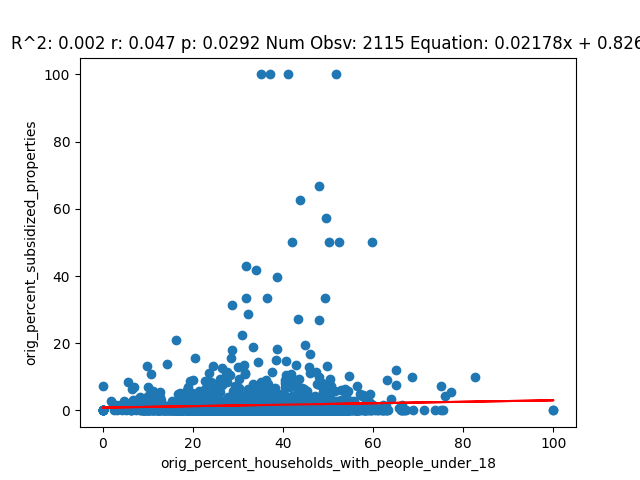 R^2: 0.002 r: 0.047 p: 0.0292 Num Obsv: 2115 Equation: 0.02178x + 0.826
100
80
60
40
20
0
orig_percent_subsidized_properties
0 20 40 60 80 100
orig_percent_households_with_people_under_18